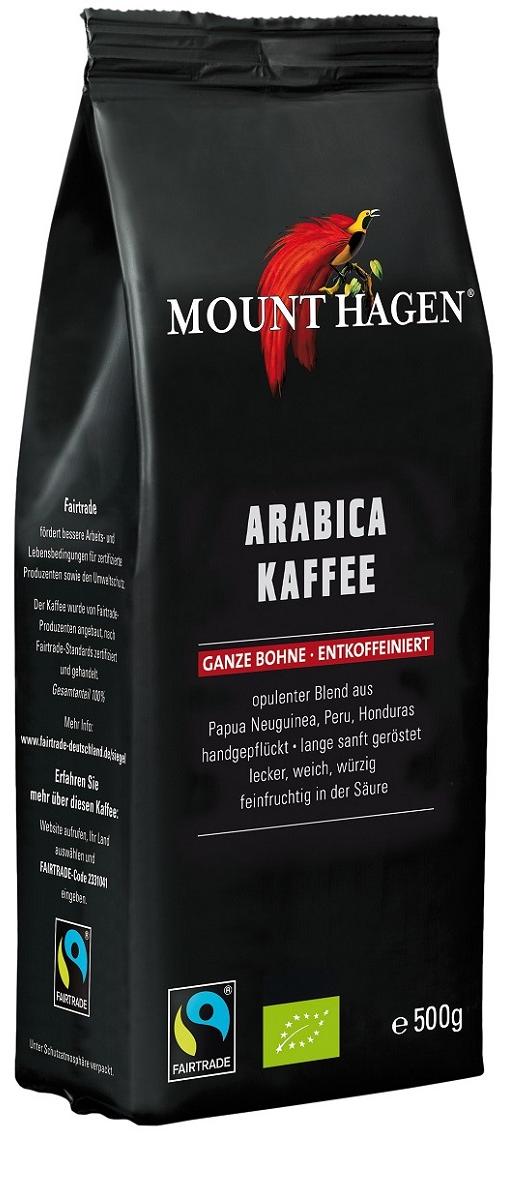 MOUNT HAGEN®
ARABICA
KAFFEE
GANZE BOHNE · ENTKOFFEINIERT
opulenter Blend aus
Papua Neuguinea, Peru, Honduras
handgepflückt · lange sanft geröstet
lecker, weich, würzig
feinfruchtig in der Säure
®
FAIRTRADE
e 500g
Fairtrade
fördert bessere Arbeits- und
Lebensbedingungen für zertifizierte
Produzenten sowie den Umweltschutz.
Der Kaffee wurde von Fairtrade-
Produzenten angebaut, nach
Fairtrade-Standards zertifiziert
und gehandelt.
Gesamtanteil 100%
Mehr Info:
www.fairtrade-deutschland.de/siegel
Erfahren Sie
mehr über diesen Kaffee:
Website aufrufen, Ihr Land
auswählen und
FAIRTRADE-Code 2331041
eingeben.
®
FAIRTRADE
Unter Schutzatmosphäre verpackt.